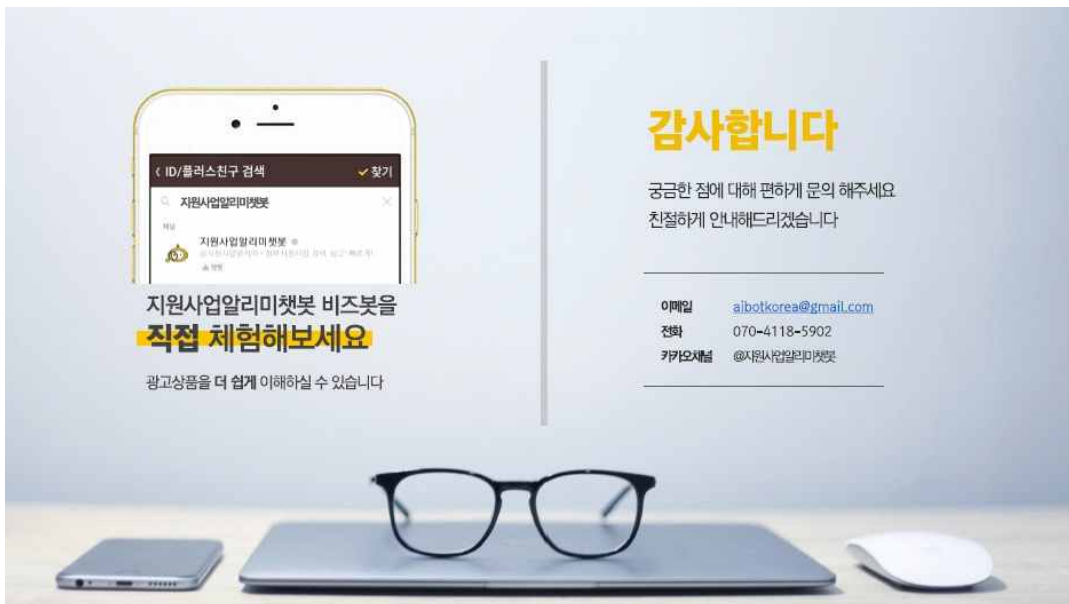 ‹ ID/플러스친구 검색 ✓ 찾기
지원사업알리미챗봇
채널
지원사업알리미챗봇
지원사업알리미챗봇 비즈봇을
직접 체험해보세요
광고상품을 더 쉽게 이해하실 수 있습니다
감사합니다
궁금한 점에 대해 편하게 문의 해주세요
친절하게 안내해드리겠습니다
이메일 aibotkorea@gmail.com
전화 070-4118-5902
카카오채널 @지원사업알리미챗봇